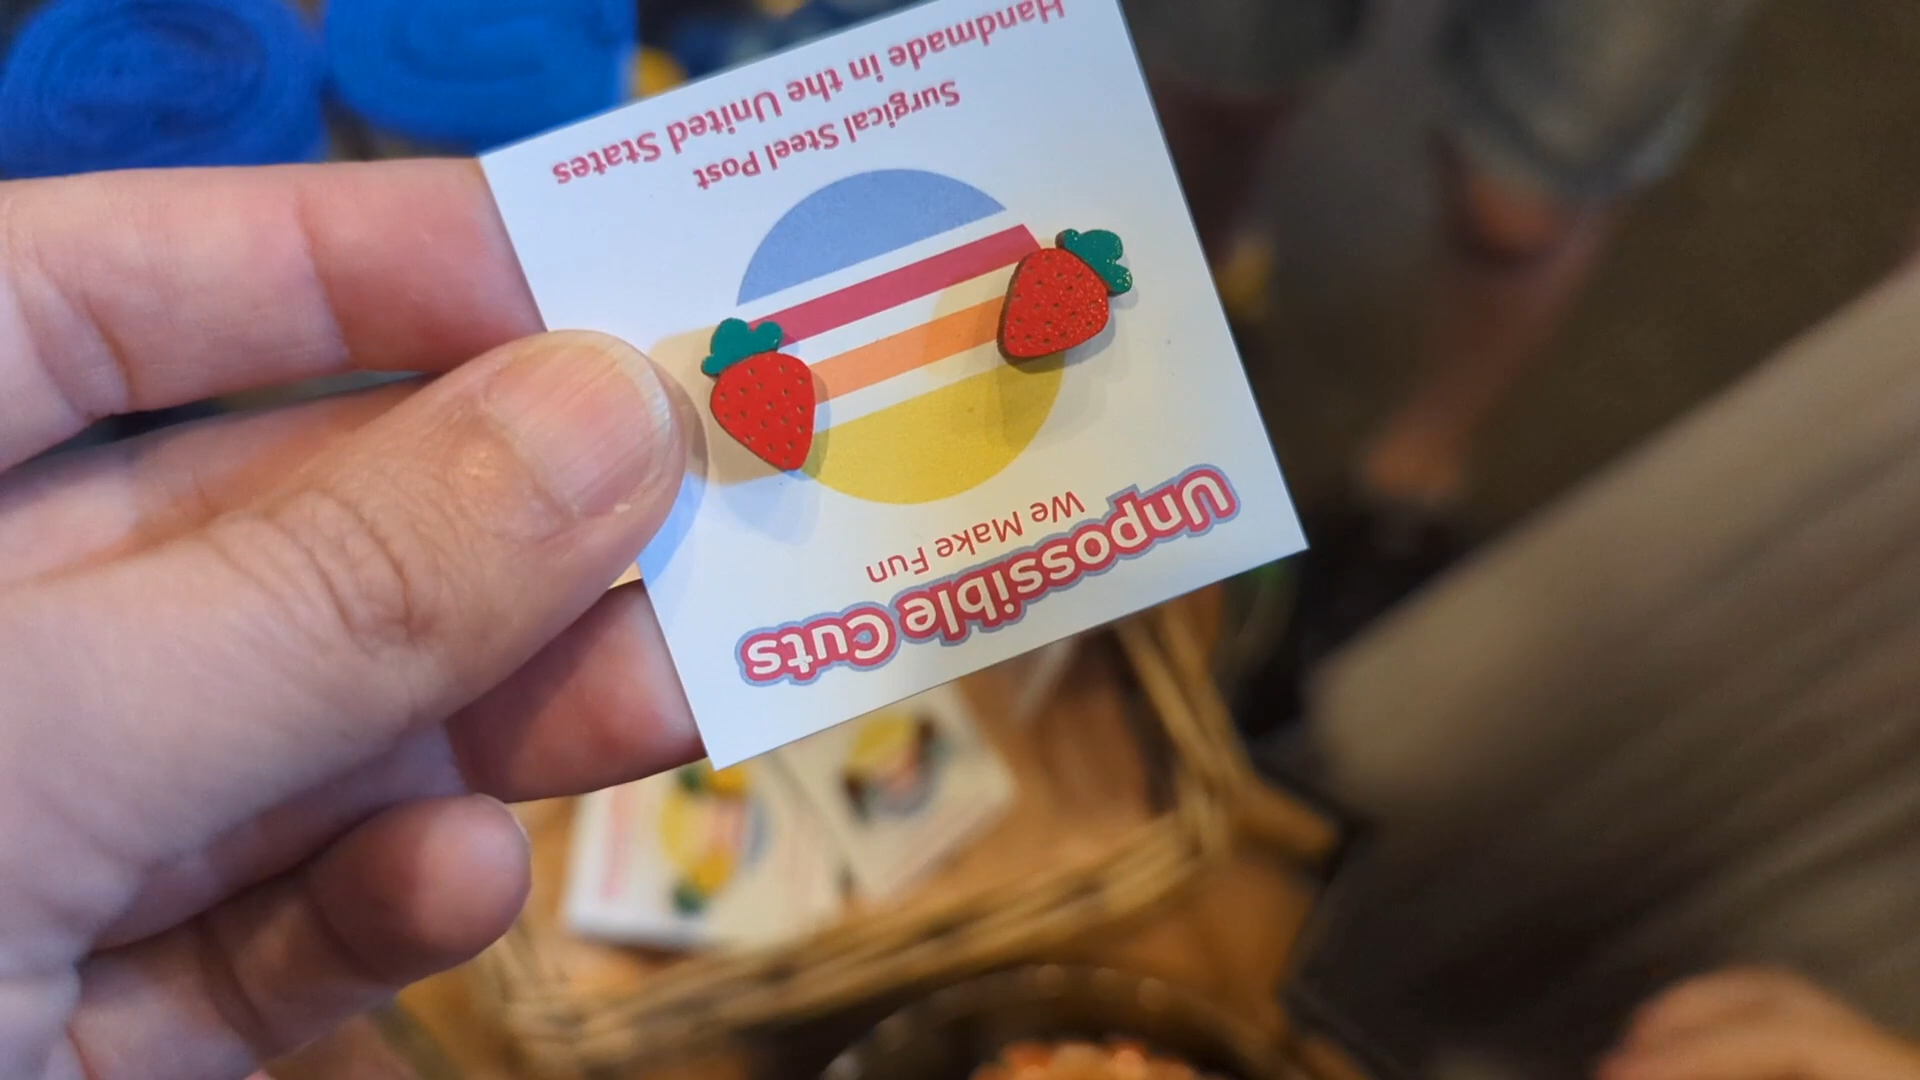 Unpossible Cuts
We Make Fun
Surgical Steel Post
Handmade in the United States